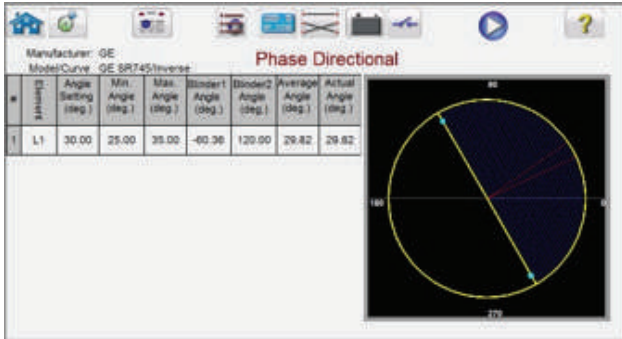 ?
Manufacturer: GE
Model/Curve GE SR745/Inverse
Phase Directional
# Element Angle Setting (deg.) Min. Angle (deg.) Max. Angle (deg.) Blinder1 Angle (deg.) Blinder2 Angle (deg.) Average Angle (deg.) Actual Angle (deg.)
1 L1 30.00 25.00 35.00 -60.36 120.00 29.82 29.82
90
180 0
270